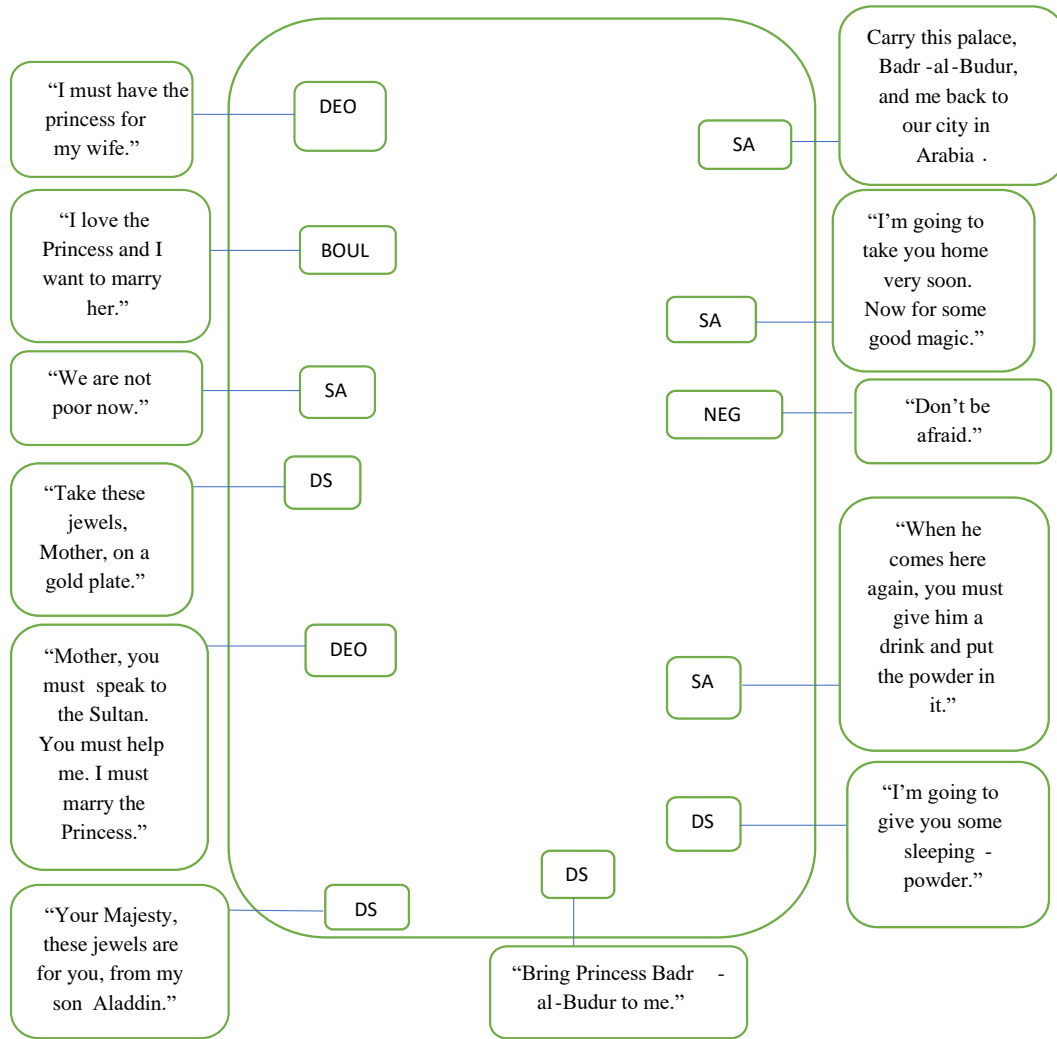 “I must have the
princess for
my wife.”
DEO
“I love the
Princess and I
want to marry
her.”
BOUL
“We are not
poor now.”
SA
“Take these
jewels,
Mother, on a
gold plate.”
DS
“Mother, you
must speak to
the Sultan.
You must help
me. I must
marry the
Princess.”
DEO
“Your Majesty,
these jewels are
for you, from my
son Aladdin.”
DS
DS
“Bring Princess Badr -
al-Budur to me.”
Carry this palace,
Badr -al-Budur,
and me back to
our city in
Arabia .
SA
“I’m going to
take you home
very soon.
Now for some
good magic.”
SA
NEG
“Don’t be
afraid.”
“When he
comes here
again, you must
give him a
drink and put
the powder in
it.”
SA
DS
“I’m going to
give you some
sleeping -
powder.”